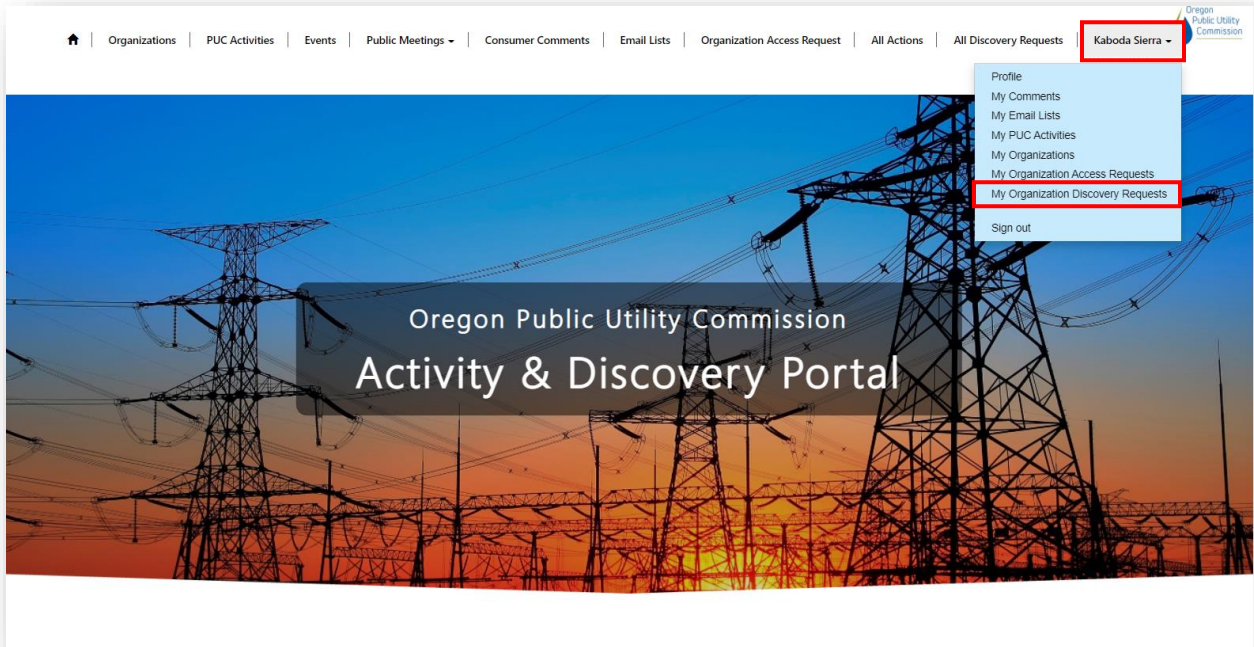 Organizations PUC Activities Events Public Meetings Consumer Comments Email Lists Organization Access Request All Actions All Discovery Requests Kaboda Sierra
Oregon
Public Utility
Commission
Profile
My Comments
My Email Lists
My PUC Activities
My Organizations
My Organization Access Requests
My Organization Discovery Requests
Sign out
Oregon Public Utility Commission
Activity & Discovery Portal